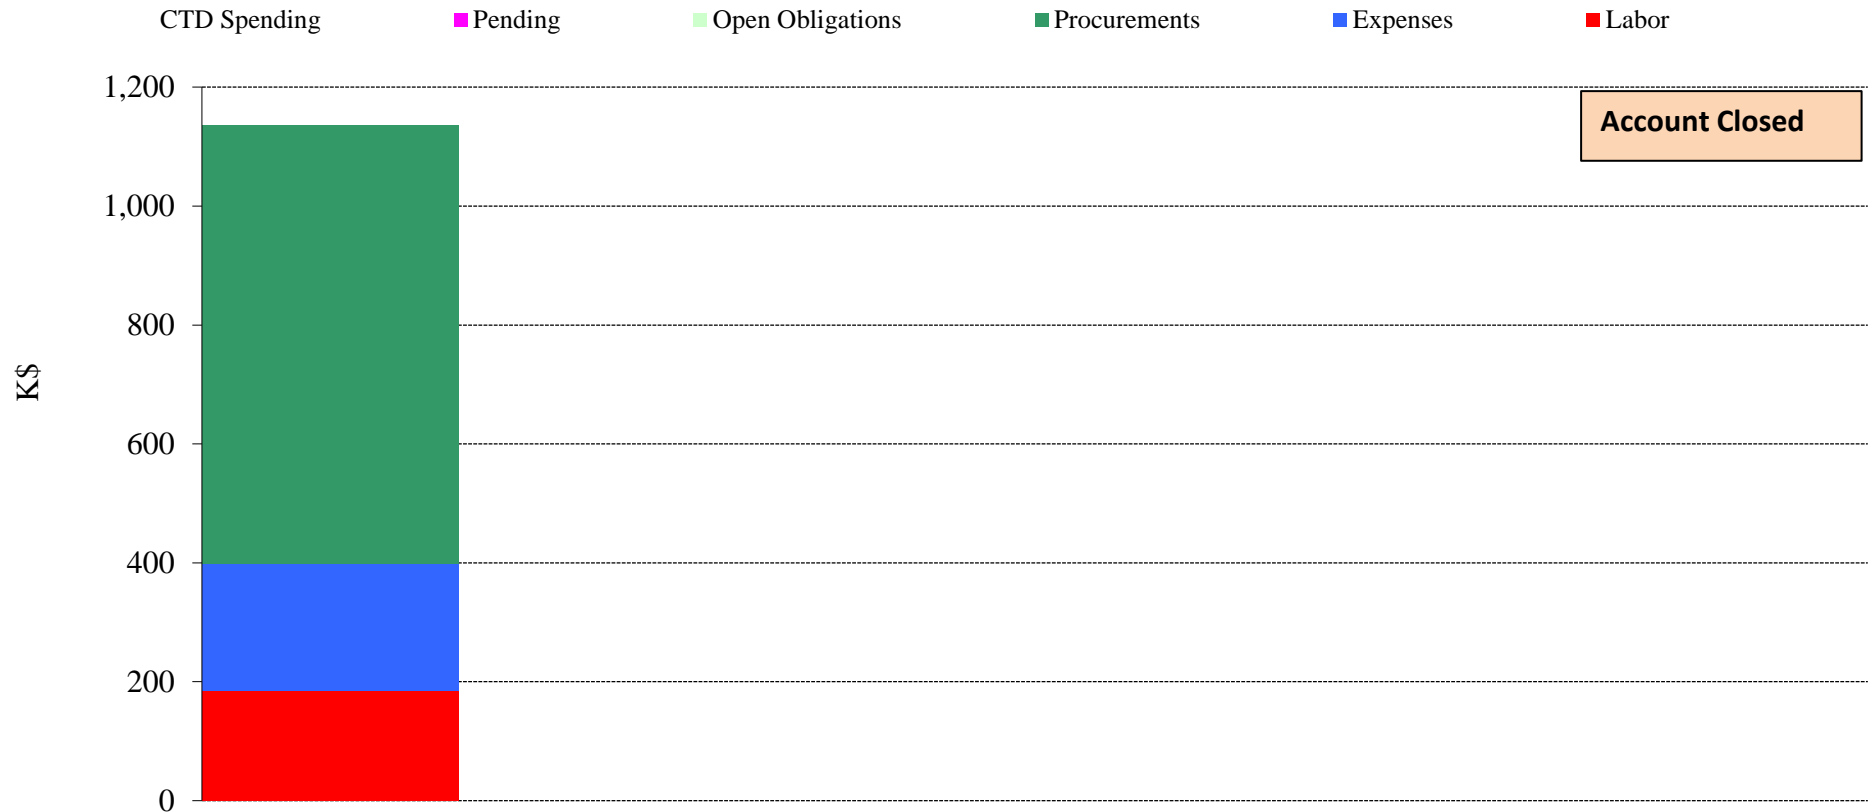 CTD Spending Pending Open Obligations Procurements Expenses Labor
1,200
Account Closed
1,000
800
K$
600
400
200
0